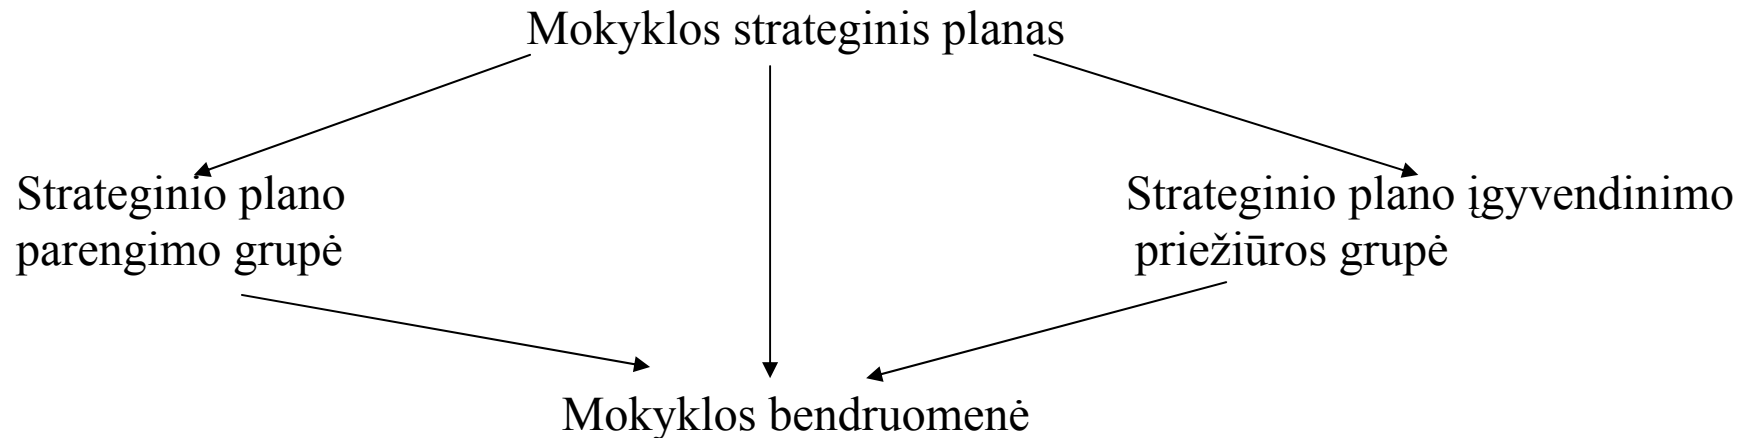 Mokyklos strateginis planas
Strateginio plano
parengimo grupė
Strateginio plano įgyvendinimo
priežiūros grupė
Mokyklos bendruomenė